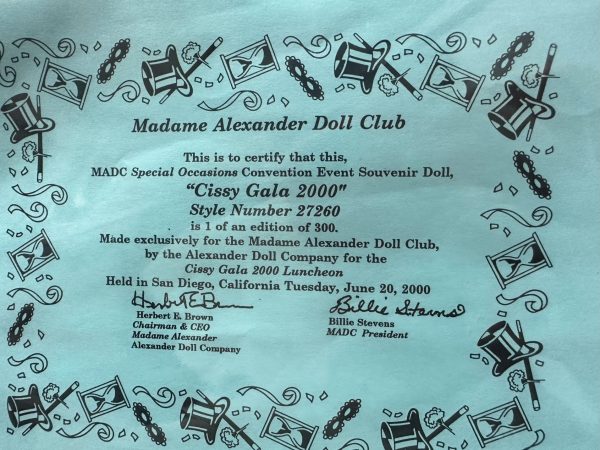 Madame Alexander Doll Club
This is to certify that this,
MADC Special Occasions Convention Event Souvenir Doll,
"Cissy Gala 2000"
Style Number 27260
is 1 of an edition of 300.
Made exclusively for the Madame Alexander Doll Club,
by the Alexander Doll Company for the
Cissy Gala 2000 Luncheon
Held in San Diego, California Tuesday, June 20, 2000
Herbert E. Brown Billie Stevens
Herbert E. Brown Billie Stevens
Chairman & CEO MADC President
Madame Alexander
Alexander Doll Company